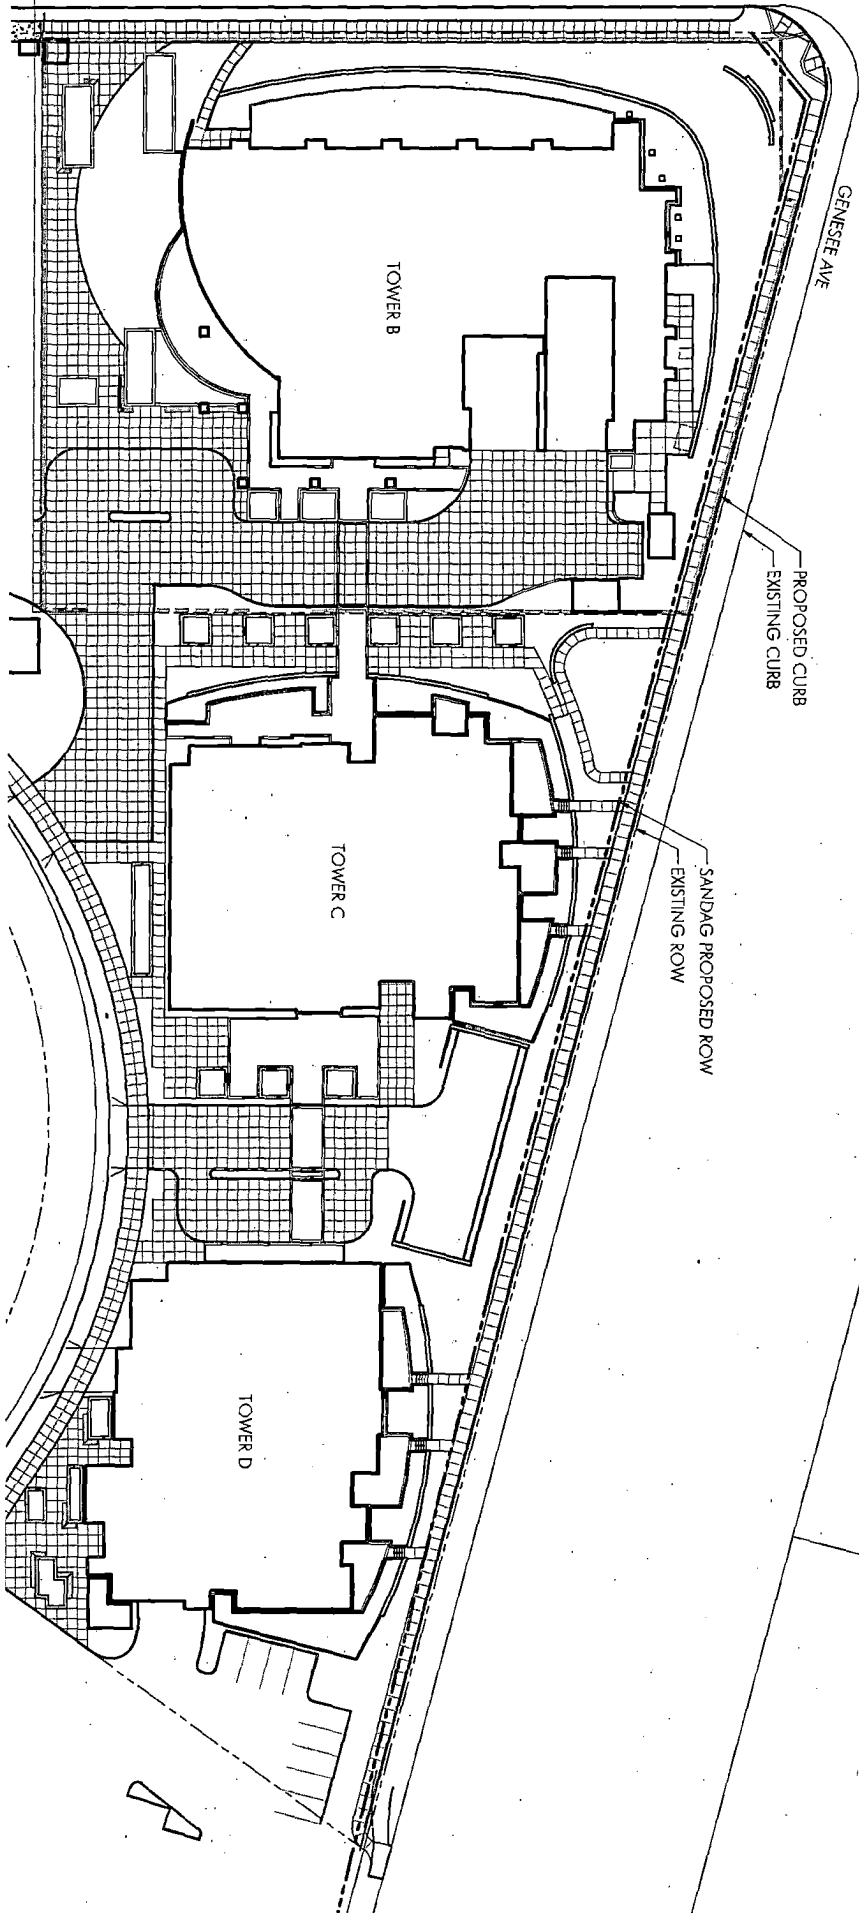 GENESEE AVE
TOWER B
PROPOSED CURB
EXISTING CURB
SANDAG PROPOSED ROW
EXISTING ROW
TOWER C
TOWER D